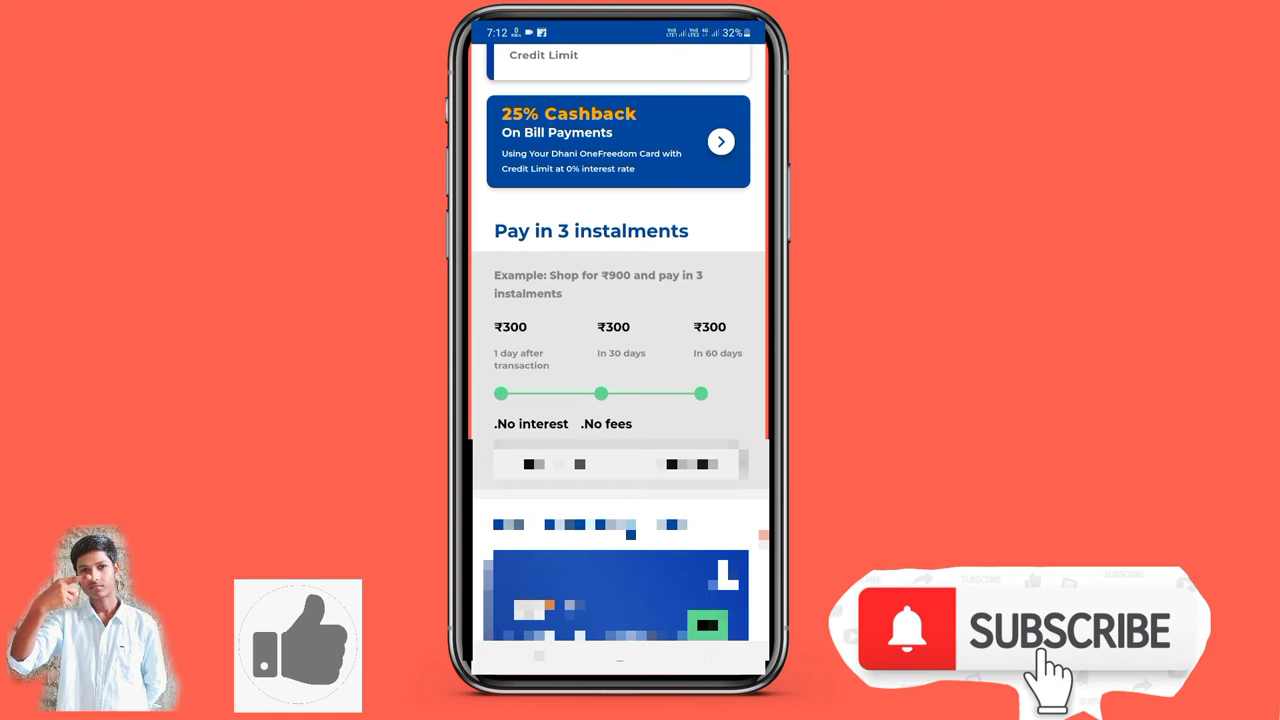 7:12
32%
Credit Limit
25% Cashback
On Bill Payments
Using Your Dhani OneFreedom Card with
Credit Limit at 0% interest rate
Pay in 3 instalments
Example: Shop for ₹900 and pay in 3
instalments
₹300 ₹300 ₹300
1 day after In 30 days In 60 days
transaction
.No interest .No fees
SUBSCRIBE